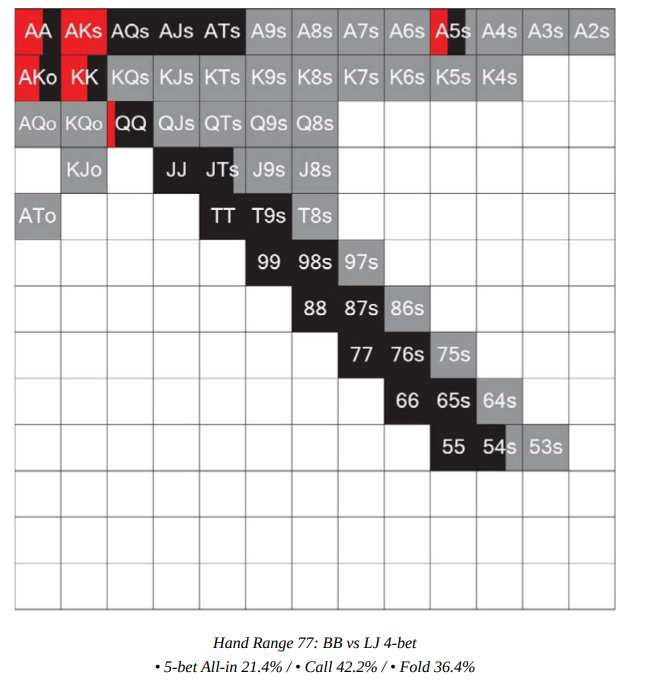 AA AKs AQs AJs ATs A9s A8s A7s A6s A5s A4s A3s A2s
AKo KK KQs KJs KTs K9s K8s K7s K6s K5s K4s
AQo KQo QQ QJs QTs Q9s Q8s
KJo JJ JTs J9s J8s
ATo TT T9s T8s
99 98s 97s
88 87s 86s
77 76s 75s
66 65s 64s
55 54s 53s
Hand Range 77: BB vs LJ 4-bet
• 5-bet All-in 21.4% / • Call 42.2% / • Fold 36.4%